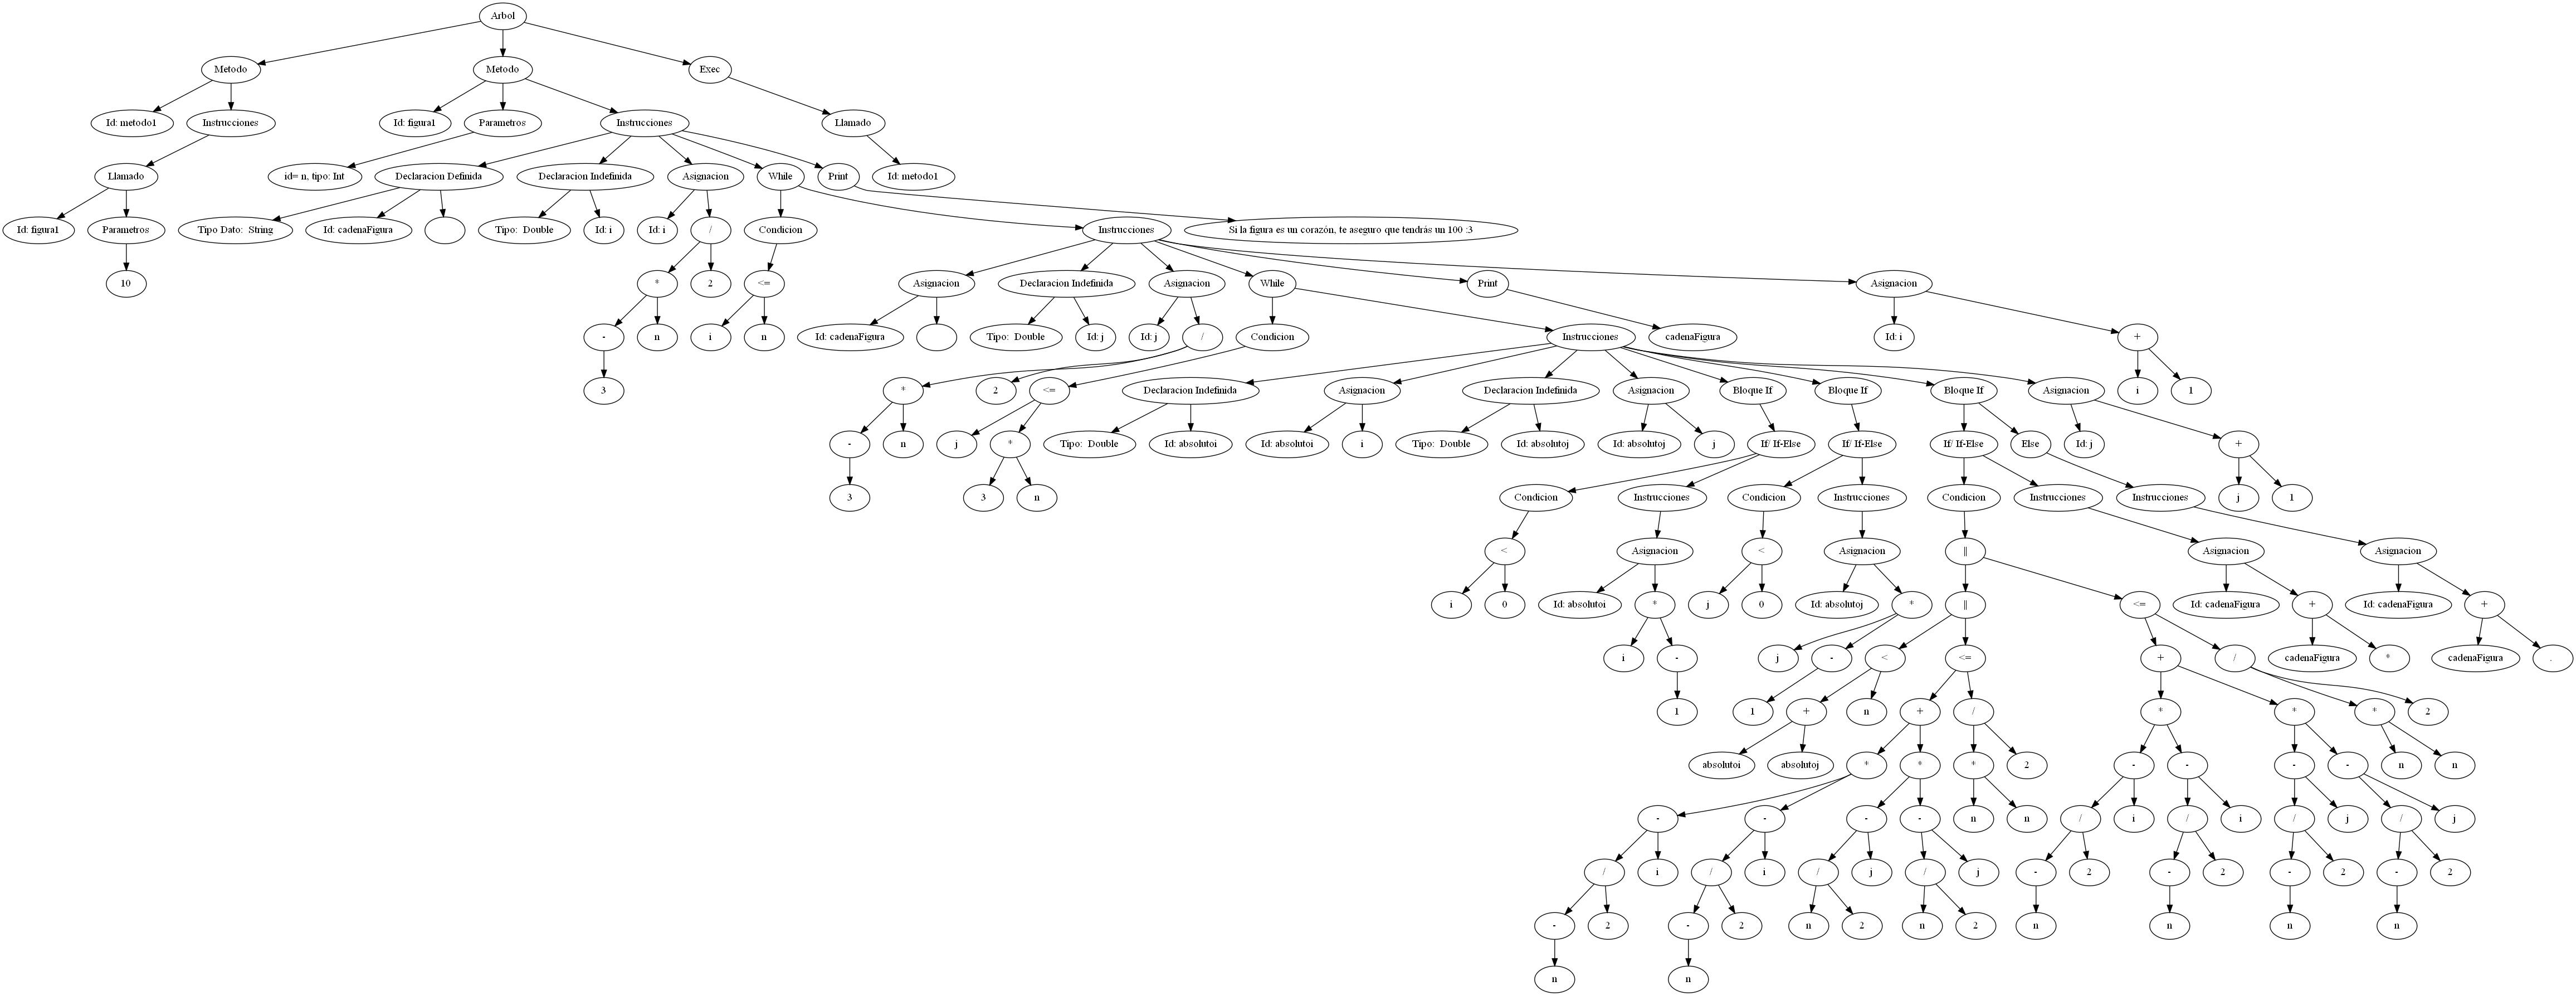 Arbol
Metodo Metodo Exec
Id: metodo1 Instrucciones Id: figura1 Parametros Instrucciones Llamado
Llamado id= n, tipo: Int Declaracion Definida Declaracion Indefinida Asignacion While Print Id: metodo1
Id: figura1 Parametros Tipo Dato: String Id: cadenaFigura Tipo: Double Id: i Id: i / Condicion Instrucciones Si la figura es un corazón, te aseguro que tendrás un 100 :3
10 * 2 <= Asignacion Declaracion Indefinida Asignacion While Print Asignacion
- n i n Id: cadenaFigura Tipo: Double Id: j Id: j / Condicion Instrucciones cadenaFigura Id: i +
3 * 2 <= Declaracion Indefinida Asignacion Declaracion Indefinida Asignacion Bloque If Bloque If Bloque If Asignacion i 1
- n j * Tipo: Double Id: absolutoi Id: absolutoi i Tipo: Double Id: absolutoj Id: absolutoj j If/ If-Else If/ If-Else If/ If-Else Else Id: j +
3 3 n Condicion Instrucciones Condicion Instrucciones Condicion Instrucciones Instrucciones j 1
< Asignacion < Asignacion || Asignacion Asignacion
i 0 Id: absolutoi * j 0 Id: absolutoj * || <= Id: cadenaFigura + Id: cadenaFigura +
i - j - < <= + / cadenaFigura * cadenaFigura .
1 1 + n + / * * * 2
absolutoi absolutoj * * * 2 - - - - n n
- - - - n n / i / i / j / j
/ i / i / j / j - 2 - 2 - 2 - 2
- 2 - 2 n 2 n 2 n n n n
n n